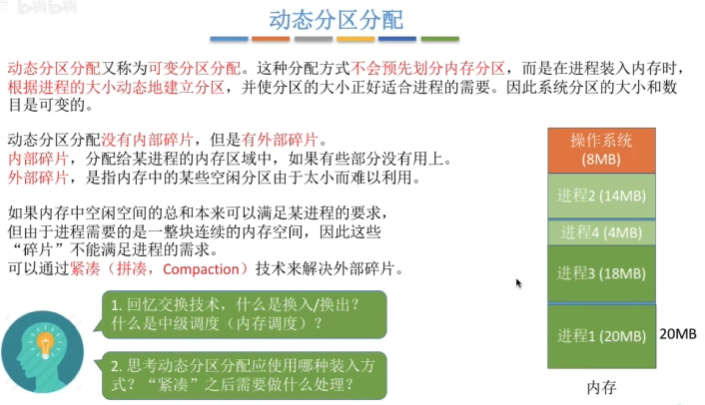 bilibili
动态分区分配
动态分区分配又称为可变分区分配。这种分配方式不会预先划分内存分区，而是在进程装入内存时，
根据进程的大小动态地建立分区，并使分区的大小正好适合进程的需要。因此系统分区的大小和数
目是可变的。
动态分区分配没有内部碎片，但是有外部碎片。
内部碎片，分配给某进程的内存区域中，如果有些部分没有用上。
外部碎片，是指内存中的某些空闲分区由于太小而难以利用。
如果内存中空闲空间的总和本来可以满足某进程的要求，
但由于进程需要的是一整块连续的内存空间，因此这些
“碎片”不能满足进程的需求。
可以通过紧凑（拼凑，Compaction）技术来解决外部碎片。
1. 回忆交换技术，什么是换入/换出？
什么是中级调度（内存调度）？
2. 思考动态分区分配应使用哪种装入方
式？“紧凑”之后需要做什么处理？
操作系统
(8MB)
进程2 (14MB)
进程4 (4MB)
进程3 (18MB)
进程1 (20MB)
20MB
内存